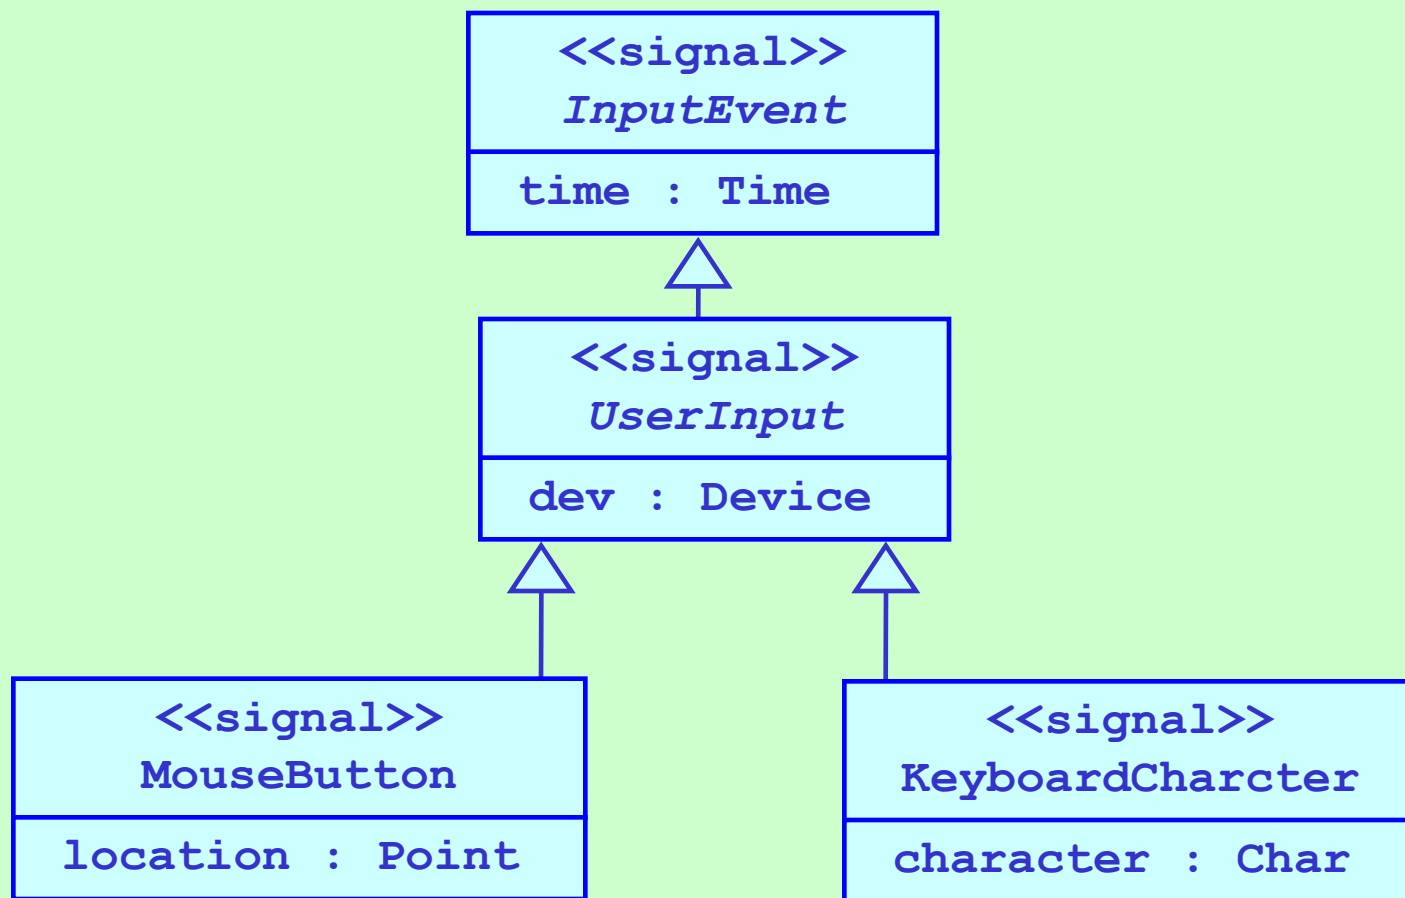 <<signal>>
InputEvent
time : Time
<<signal>>
UserInput
dev : Device
<<signal>>
MouseButton
location : Point
<<signal>>
KeyboardCharcter
character : Char